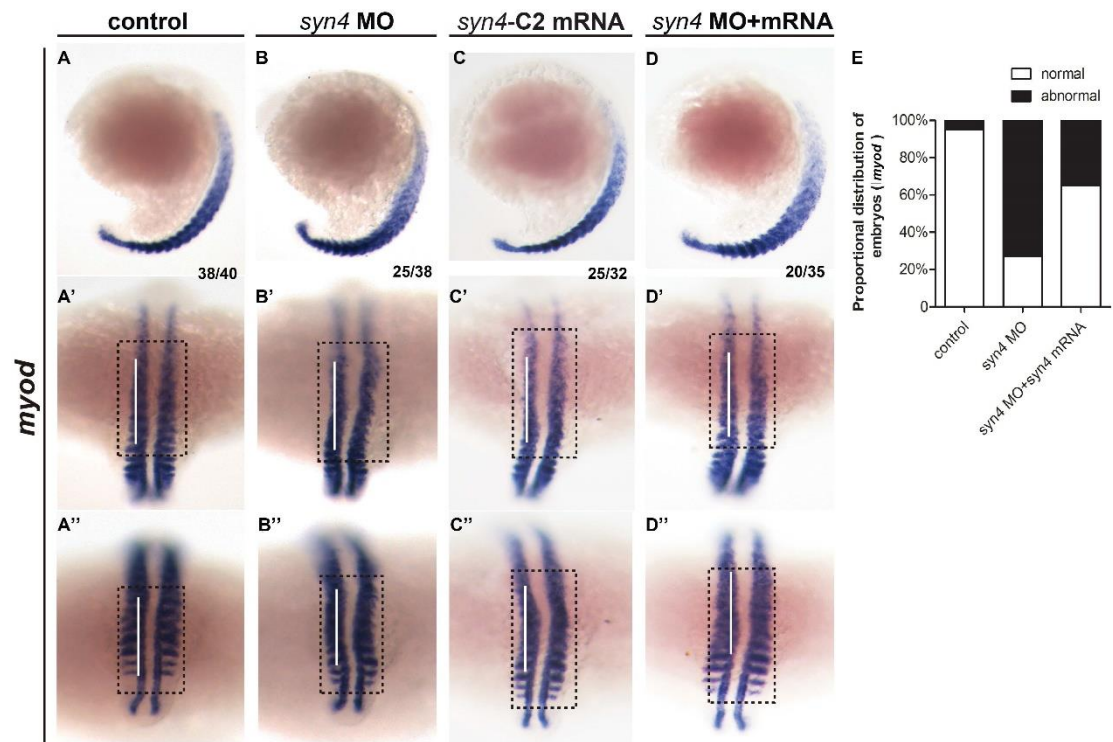 control
syn4 MO
syn4-C2 mRNA
syn4 MO+mRNA
myod
A
B
C
D
38/40
25/38
25/32
20/35
A'
B'
C'
D'
A''
B''
C''
D''
E
normal
abnormal
Proportional distribution of
embryos (myod )
100%
80%
60%
40%
20%
0
control
syn4 MO
syn4 MO+syn4 mRNA